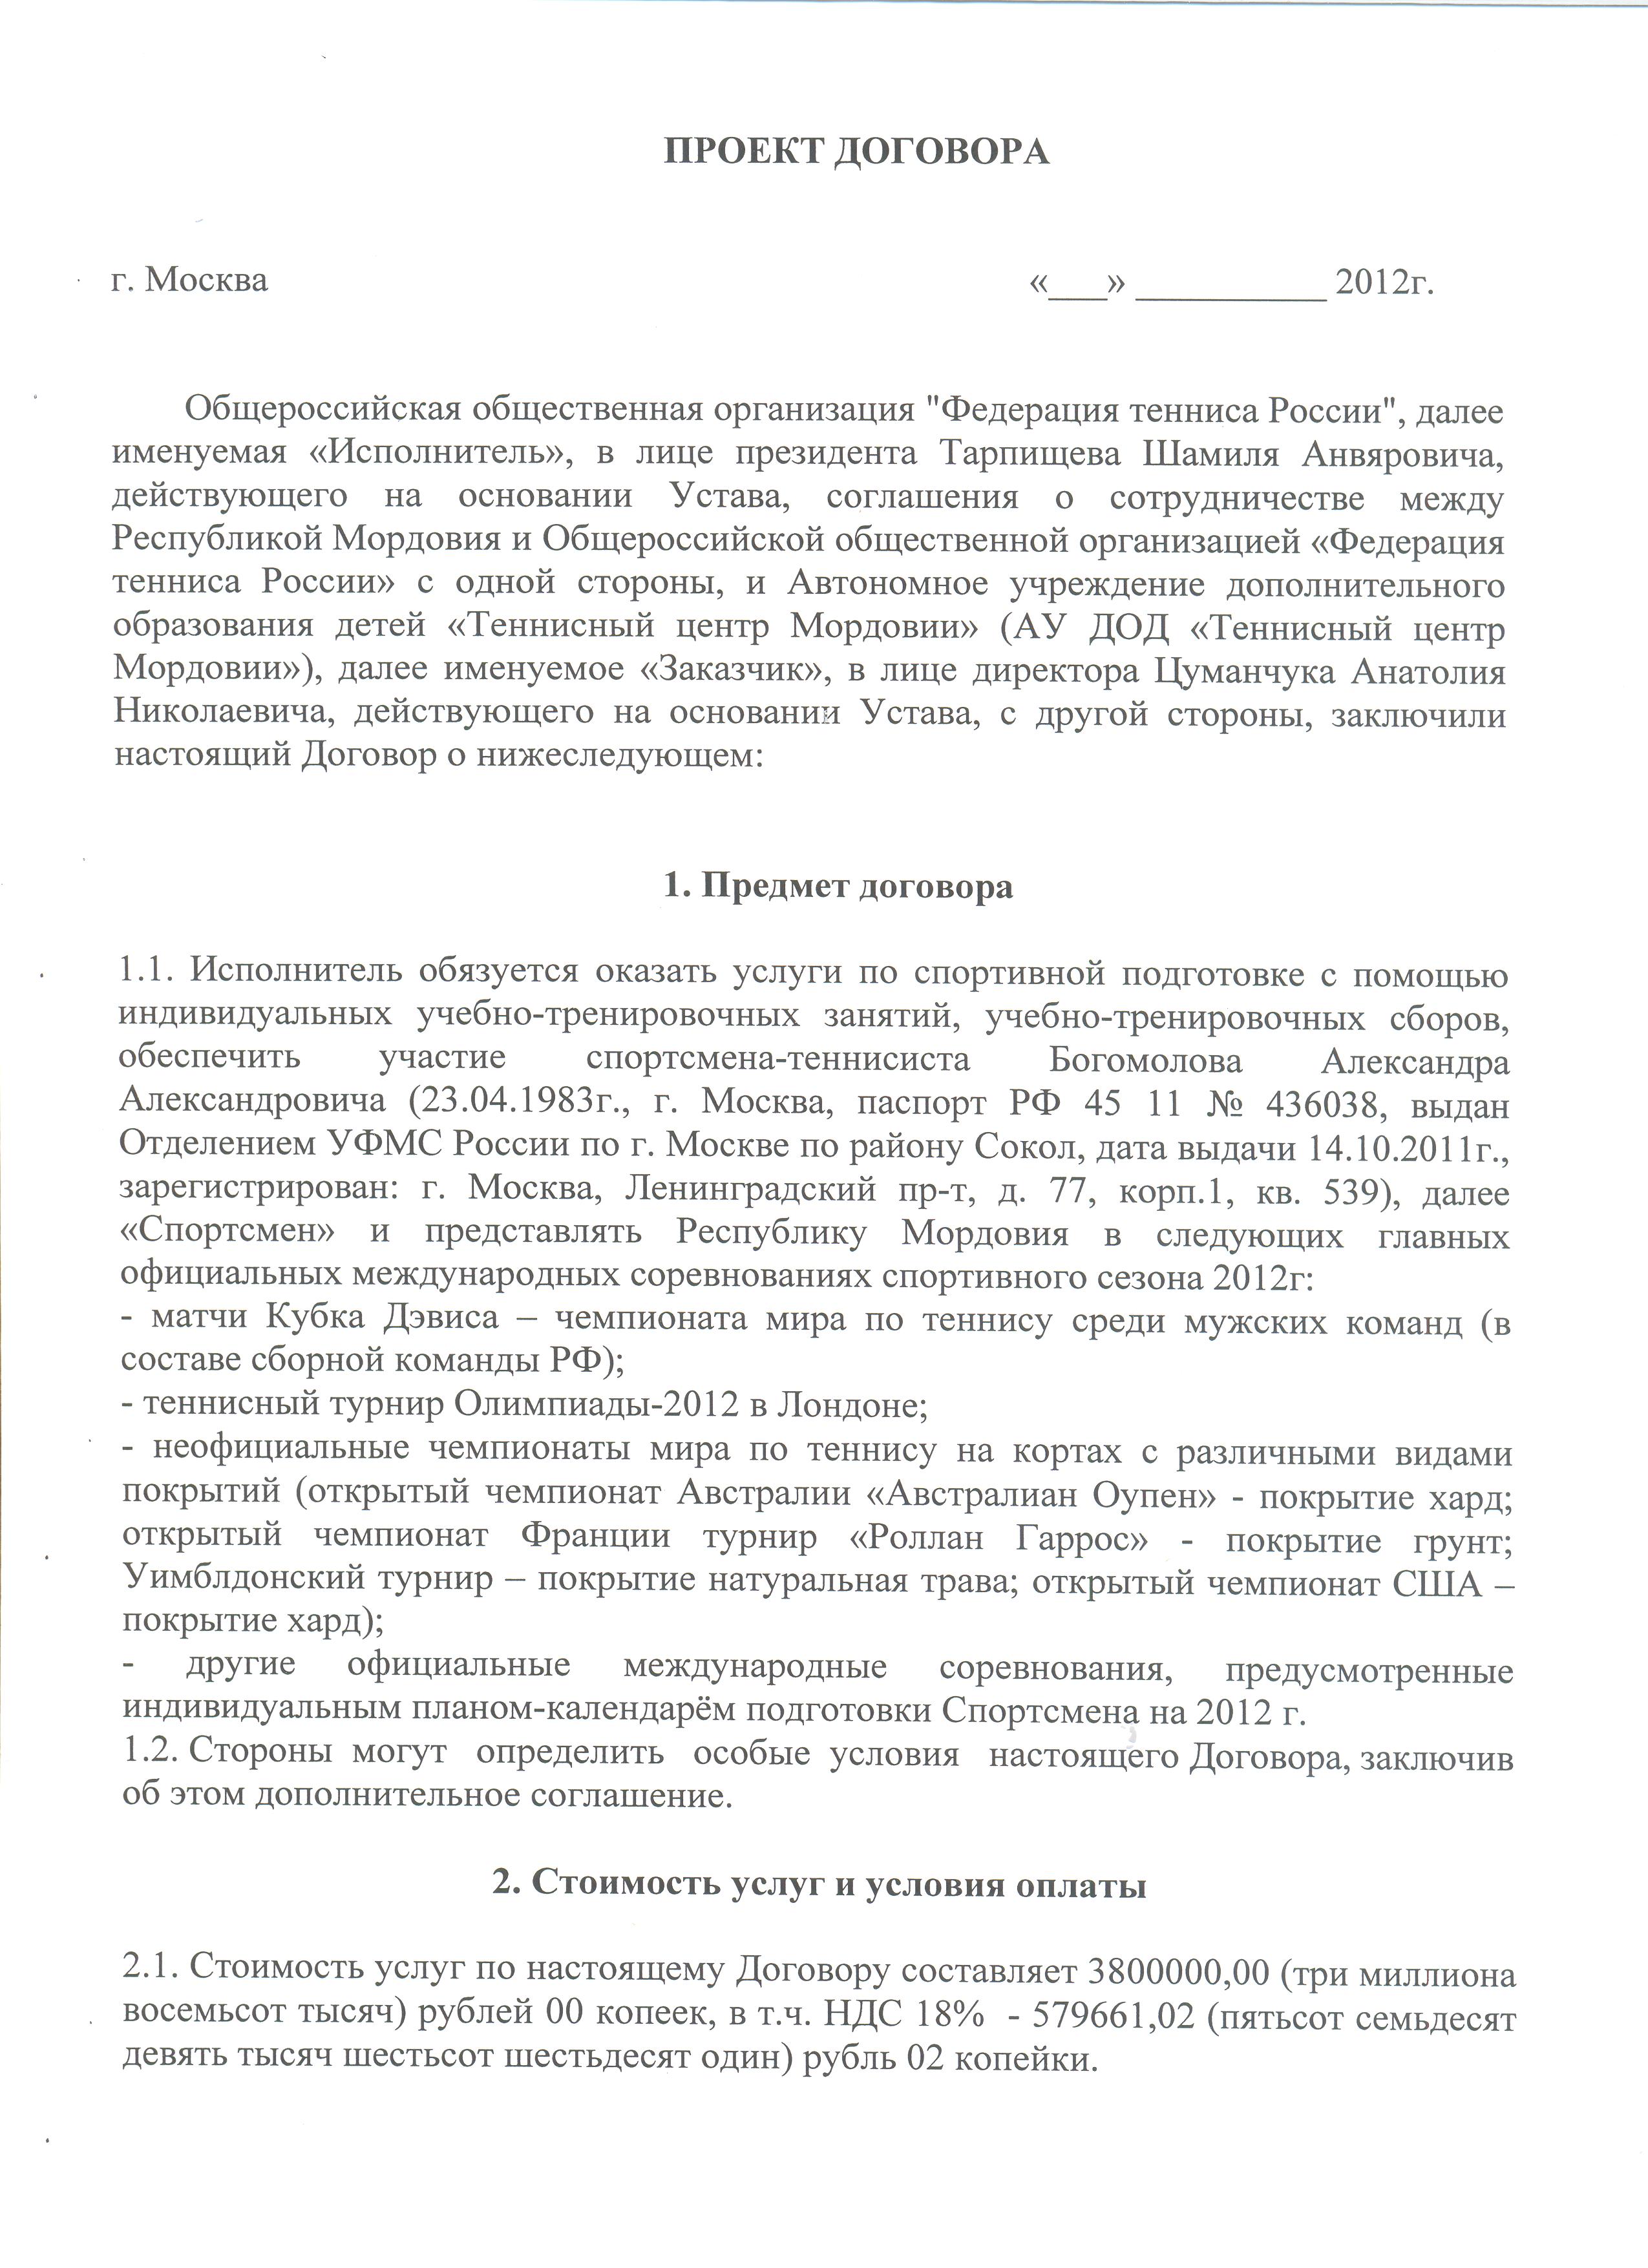 ПРОЕКТ ДОГОВОРА
г. Москва «___» __________ 2012г.
Общероссийская общественная организация "Федерация тенниса России", далее
именуемая «Исполнитель», в лице президента Тарпищева Шамиля Анвяровича,
действующего на основании Устава, соглашения о сотрудничестве между
Республикой Мордовия и Общероссийской общественной организацией «Федерация
тенниса России» с одной стороны, и Автономное учреждение дополнительного
образования детей «Теннисный центр Мордовии» (АУ ДОД «Теннисный центр
Мордовии»), далее именуемое «Заказчик», в лице директора Цуманчука Анатолия
Николаевича, действующего на основании Устава, с другой стороны, заключили
настоящий Договор о нижеследующем:
1. Предмет договора
1.1. Исполнитель обязуется оказать услуги по спортивной подготовке с помощью
индивидуальных учебно-тренировочных занятий, учебно-тренировочных сборов,
обеспечить участие спортсмена-теннисиста Богомолова Александра
Александровича (23.04.1983г., г. Москва, паспорт РФ 45 11 № 436038, выдан
Отделением УФМС России по г. Москве по району Сокол, дата выдачи 14.10.2011г.,
зарегистрирован: г. Москва, Ленинградский пр-т, д. 77, корп.1, кв. 539), далее
«Спортсмен» и представлять Республику Мордовия в следующих главных
официальных международных соревнованиях спортивного сезона 2012г:
- матчи Кубка Дэвиса – чемпионата мира по теннису среди мужских команд (в
составе сборной команды РФ);
- теннисный турнир Олимпиады-2012 в Лондоне;
- неофициальные чемпионаты мира по теннису на кортах с различными видами
покрытий (открытый чемпионат Австралии «Австралиан Оупен» - покрытие хард;
открытый чемпионат Франции турнир «Роллан Гаррос» - покрытие грунт;
Уимблдонский турнир – покрытие натуральная трава; открытый чемпионат США –
покрытие хард);
- другие официальные международные соревнования, предусмотренные
индивидуальным планом-календарём подготовки Спортсмена на 2012 г.
1.2. Стороны могут определить особые условия настоящего Договора, заключив
об этом дополнительное соглашение.
2. Стоимость услуг и условия оплаты
2.1. Стоимость услуг по настоящему Договору составляет 3800000,00 (три миллиона
восемьсот тысяч) рублей 00 копеек, в т.ч. НДС 18% - 579661,02 (пятьсот семьдесят
девять тысяч шестьсот шестьдесят один) рубль 02 копейки.